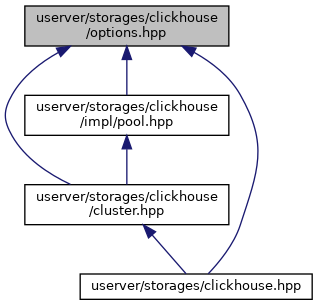 userver/storages/clickhouse
/options.hpp
userver/storages/clickhouse
/impl/pool.hpp
userver/storages/clickhouse
/cluster.hpp
userver/storages/clickhouse.hpp